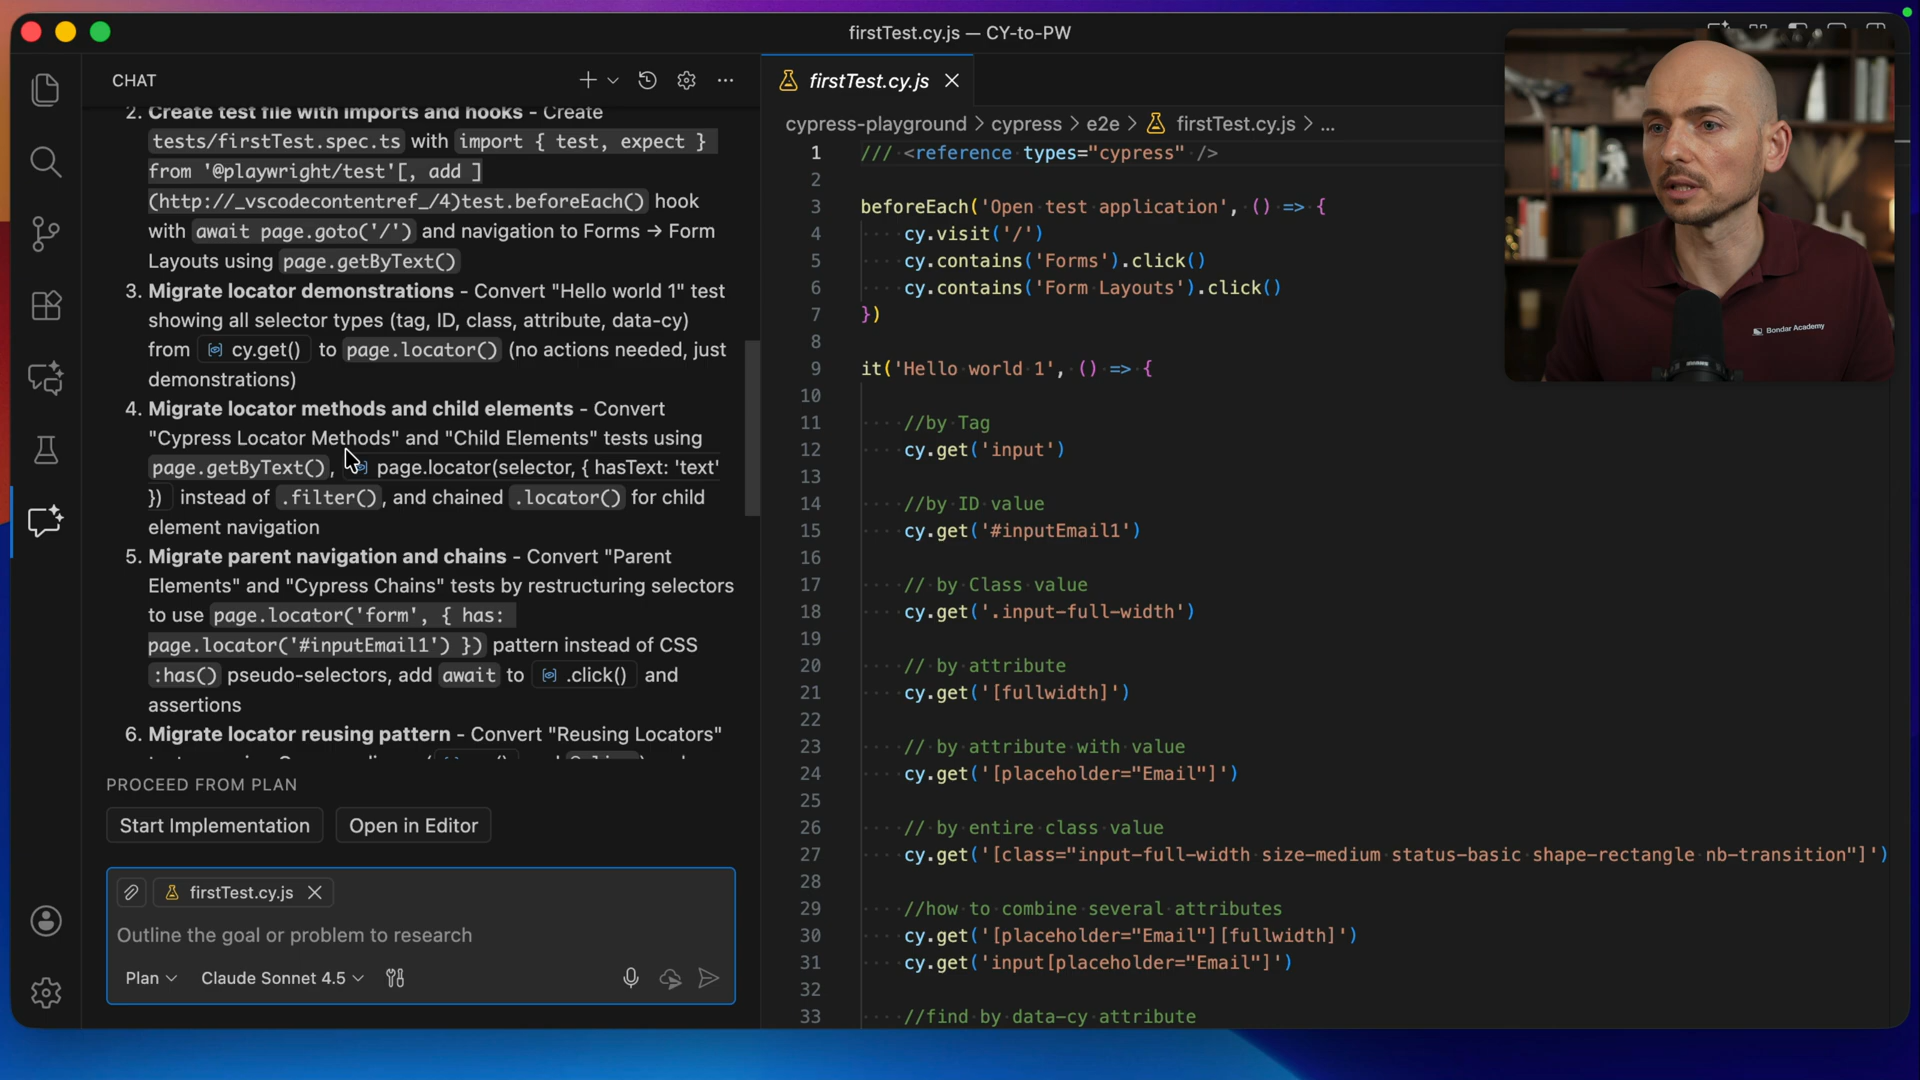 firstTest.cy.js — CY-to-PW
CHAT
2. Create test file with imports and hooks - Create
tests/firstTest.spec.ts with import { test, expect }
from '@playwright/test'[, add ]
(http://_vscodecontentref_/4)test.beforeEach() hook
with await page.goto('/') and navigation to Forms → Form
Layouts using page.getByText()
3. Migrate locator demonstrations - Convert "Hello world 1" test
showing all selector types (tag, ID, class, attribute, data-cy)
from cy.get() to page.locator() (no actions needed, just
demonstrations)
4. Migrate locator methods and child elements - Convert
"Cypress Locator Methods" and "Child Elements" tests using
page.getByText(), page.locator(selector, { hasText: 'text'
}) instead of .filter(), and chained .locator() for child
element navigation
5. Migrate parent navigation and chains - Convert "Parent
Elements" and "Cypress Chains" tests by restructuring selectors
to use page.locator('form', { has:
page.locator('#inputEmail1') }) pattern instead of CSS
:has() pseudo-selectors, add await to .click() and
assertions
6. Migrate locator reusing pattern - Convert "Reusing Locators"
PROCEED FROM PLAN
Start Implementation
Open in Editor
firstTest.cy.js
Outline the goal or problem to research
Plan
Claude Sonnet 4.5
firstTest.cy.js
cypress-playground > cypress > e2e > firstTest.cy.js > ...
1 /// <reference types="cypress" />
2
3 beforeEach('Open test application', () => {
4 cy.visit('/')
5 cy.contains('Forms').click()
6 cy.contains('Form Layouts').click()
7 })
8
9 it('Hello world 1', () => {
10
11 //by Tag
12 cy.get('input')
13
14 //by ID value
15 cy.get('#inputEmail1')
16
17 // by Class value
18 cy.get('.input-full-width')
19
20 // by attribute
21 cy.get('[fullwidth]')
22
23 // by attribute with value
24 cy.get('[placeholder="Email"]')
25
26 // by entire class value
27 cy.get('[class="input-full-width size-medium status-basic shape-rectangle nb-transition"]')
28
29 //how to combine several attributes
30 cy.get('[placeholder="Email"][fullwidth]')
31 cy.get('input[placeholder="Email"]')
32
33 //find by data-cy attribute
Bondar Academy